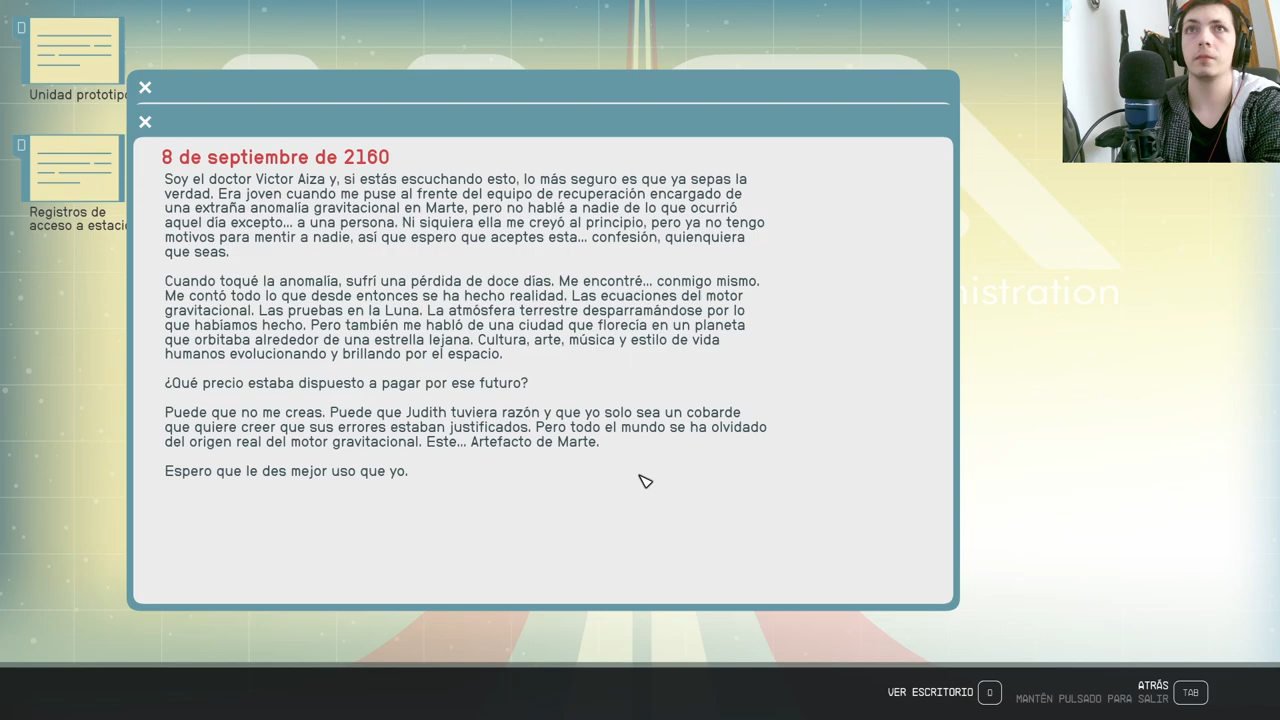 Unidad prototipo
Registros de
acceso a estació
8 de septiembre de 2160
Soy el doctor Victor Aiza y, si estás escuchando esto, lo más seguro es que ya sepas la
verdad. Era joven cuando me puse al frente del equipo de recuperación encargado de
una extraña anomalía gravitacional en Marte, pero no hablé a nadie de lo que ocurrió
aquel día excepto... a una persona. Ni siquiera ella me creyó al principio, pero ya no tengo
motivos para mentir a nadie, así que espero que aceptes esta... confesión, quienquiera
que seas.
Cuando toqué la anomalía, sufrí una pérdida de doce días. Me encontré... conmigo mismo.
Me contó todo lo que desde entonces se ha hecho realidad. Las ecuaciones del motor
gravitacional. Las pruebas en la Luna. La atmósfera terrestre desparramándose por lo
que habíamos hecho. Pero también me habló de una ciudad que florecía en un planeta
que orbitaba alrededor de una estrella lejana. Cultura, arte, música y estilo de vida
humanos evolucionando y brillando por el espacio.
¿Qué precio estaba dispuesto a pagar por ese futuro?
Puede que no me creas. Puede que Judith tuviera razón y que yo solo sea un cobarde
que quiere creer que sus errores estaban justificados. Pero todo el mundo se ha olvidado
del origen real del motor gravitacional. Este... Artefacto de Marte.
Espero que le des mejor uso que yo.
nistration
VER ESCRITORIO Q
ATRÁS
MANTÉN PULSADO PARA SALIR TAB